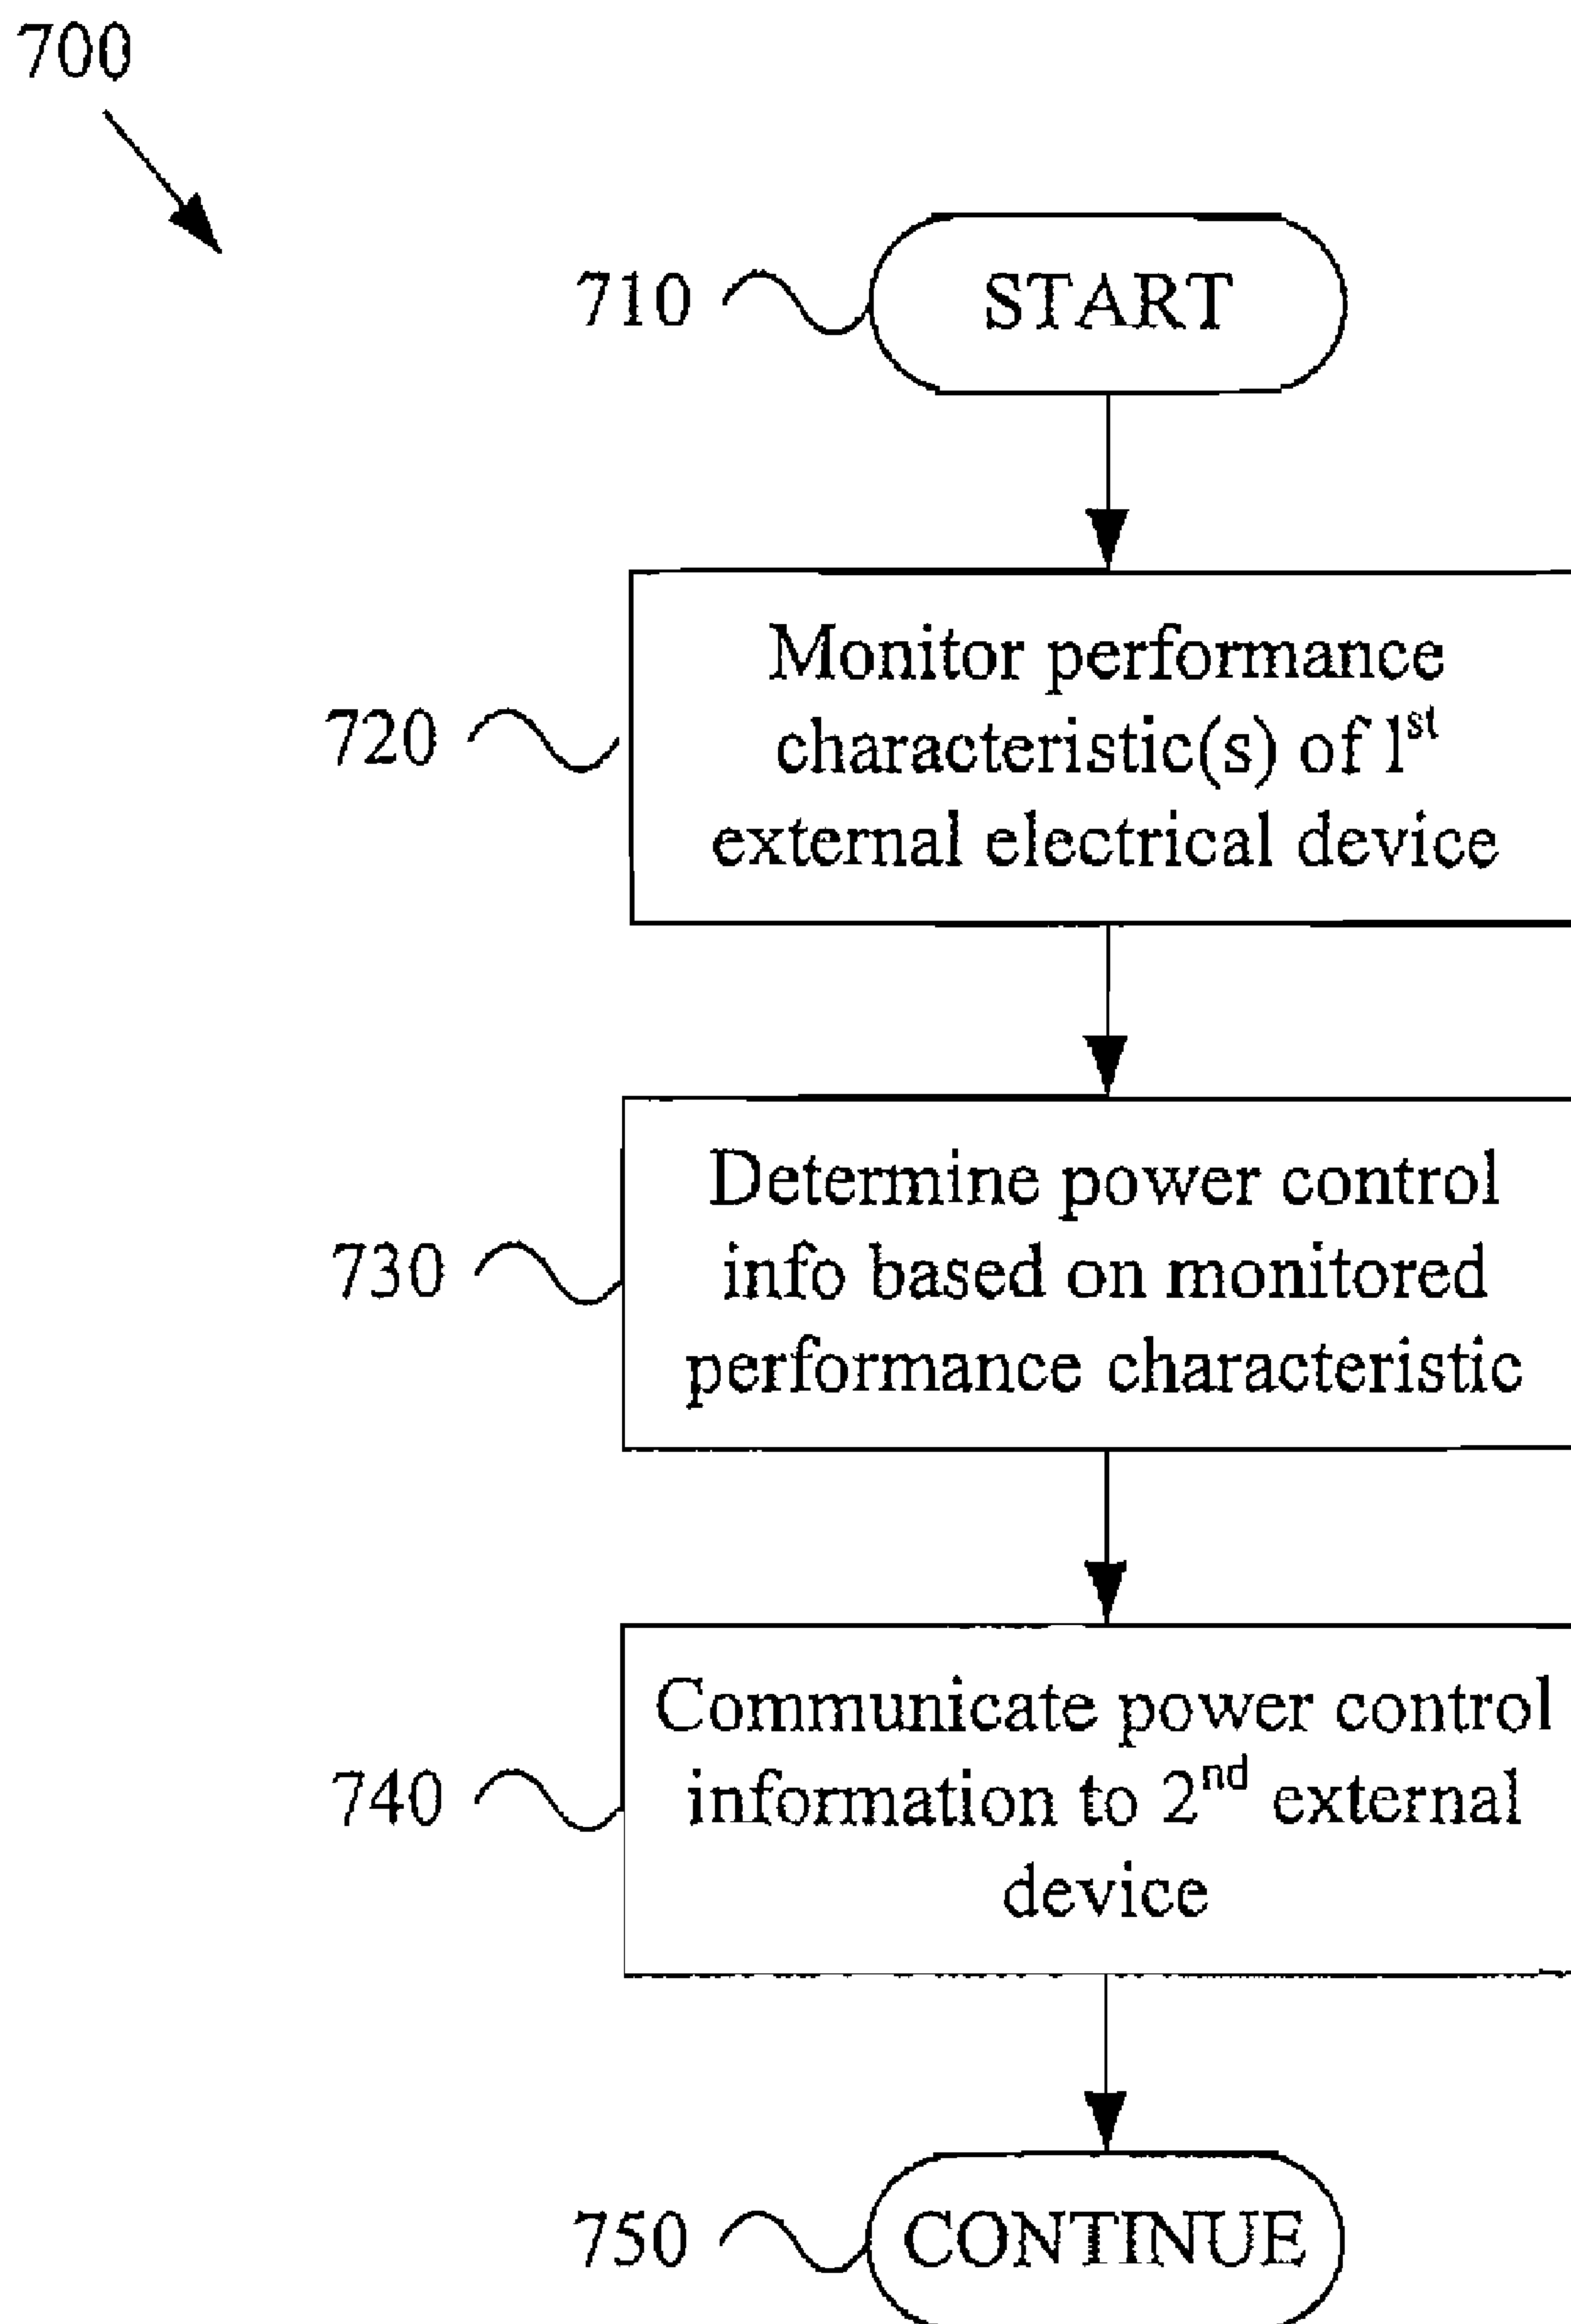 700
710
START
720
Monitor performance
characteristic(s) of 1st
external electrical device
730
Determine power control
info based on monitored
performance characteristic
740
Communicate power control
information to 2nd external
device
750
CONTINUE